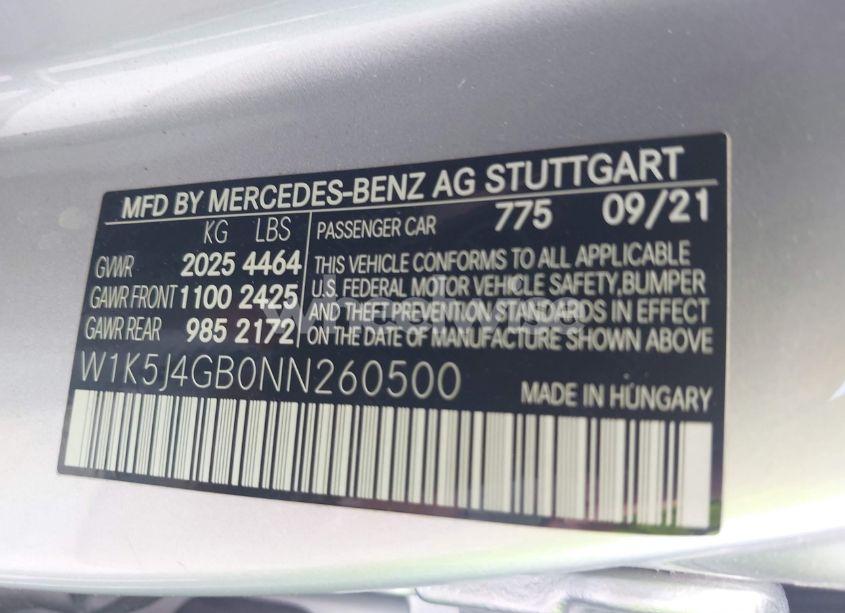 MFD BY MERCEDES-BENZ AG STUTTGART
KG LBS PASSENGER CAR 775 09/21
GVWR 2025 4464 THIS VEHICLE CONFORMS TO ALL APPLICABLE
GAWR FRONT 1100 2425 U.S. FEDERAL MOTOR VEHICLE SAFETY, BUMPER
GAWR REAR 985 2172 AND THEFT PREVENTION STANDARDS IN EFFECT
ON THE DATE OF MANUFACTURE SHOWN ABOVE
W1K5J4GB0NN260500
MADE IN HUNGARY